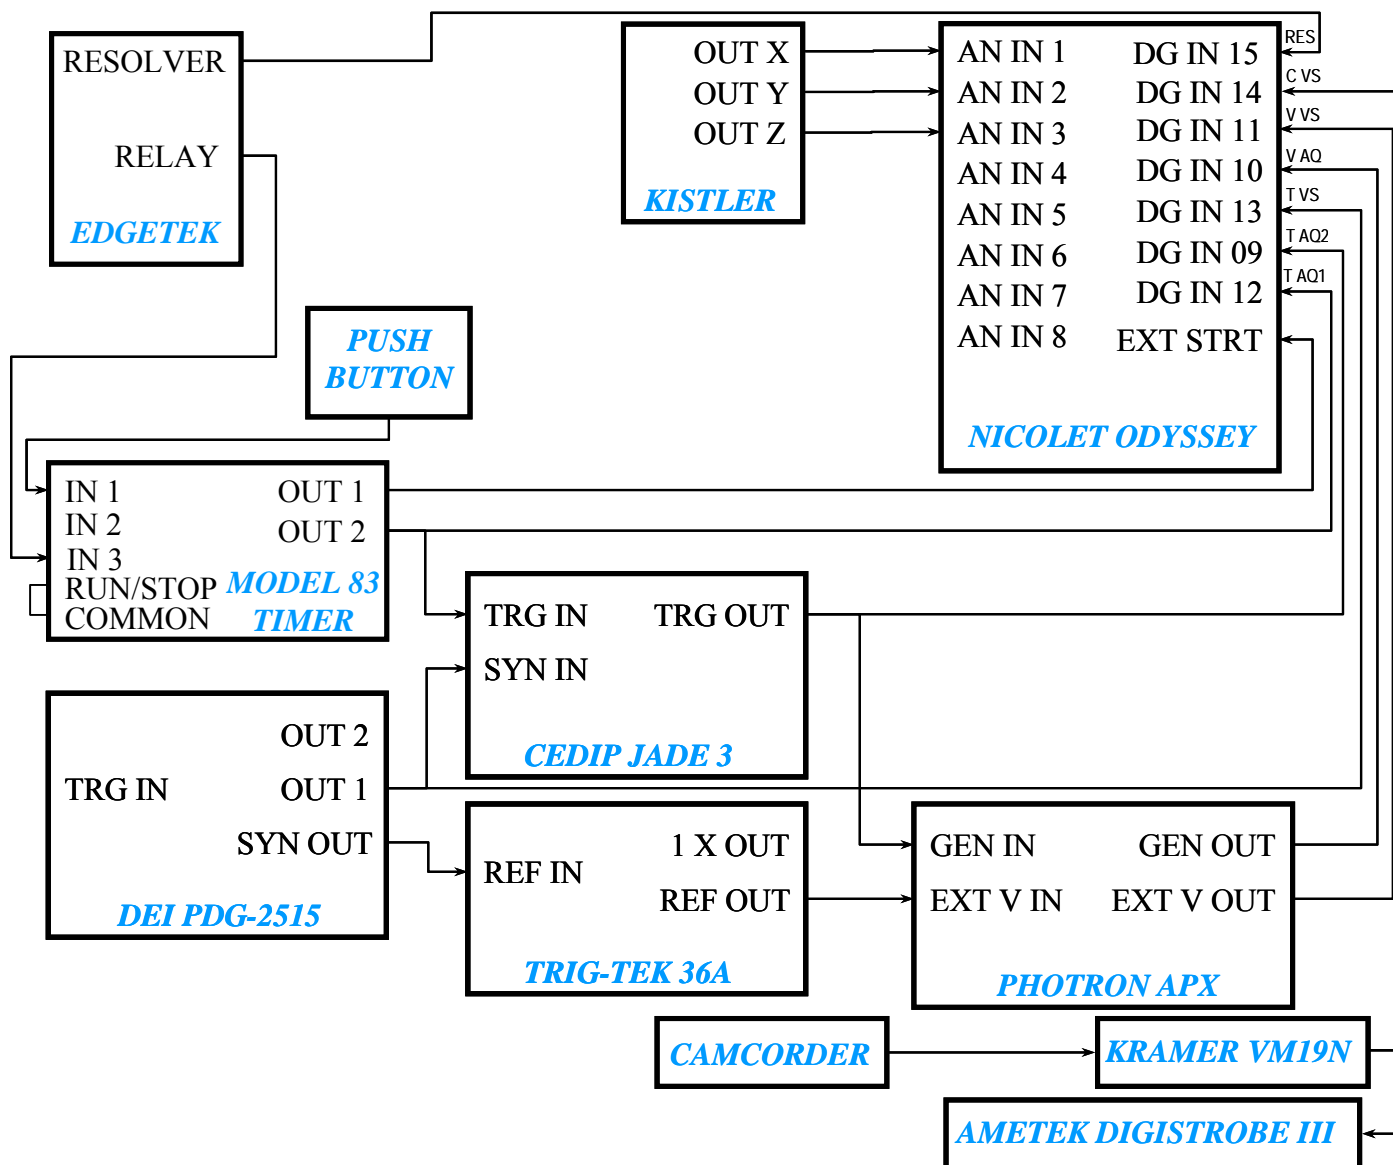 RESOLVER
RELAY
EDGETEK
OUT X
OUT Y
OUT Z
KISTLER
AN IN 1
AN IN 2
AN IN 3
AN IN 4
AN IN 5
AN IN 6
AN IN 7
AN IN 8
DG IN 15
DG IN 14
DG IN 11
DG IN 10
DG IN 13
DG IN 09
DG IN 12
EXT STRT
NICOLET ODYSSEY
RES
C VS
V VS
V AQ
T VS
T AQ2
T AQ1
PUSH
BUTTON
IN 1
IN 2
IN 3
RUN/STOP
COMMON
OUT 1
OUT 2
MODEL 83
TIMER
TRG IN
SYN IN
TRG OUT
CEDIP JADE 3
TRG IN
OUT 2
OUT 1
SYN OUT
DEI PDG-2515
REF IN
1 X OUT
REF OUT
TRIG-TEK 36A
GEN IN
EXT V IN
GEN OUT
EXT V OUT
PHOTRON APX
CAMCORDER
KRAMER VM19N
AMETEK DIGISTROBE III